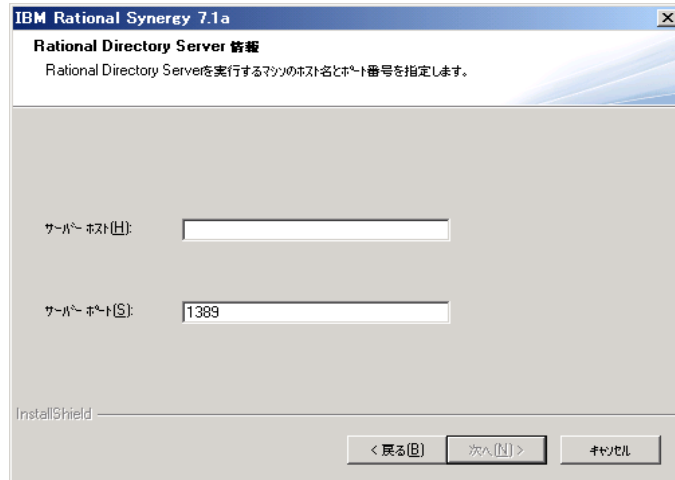 IBM Rational Synergy 7.1a
Rational Directory Server 情報
Rational Directory Serverを実行するマシンのホスト名とポート番号を指定します。
サーバー ホスト(H):
サーバー ポート(S):
1389
InstallShield
< 戻る(B)
次へ(N) >
キャンセル